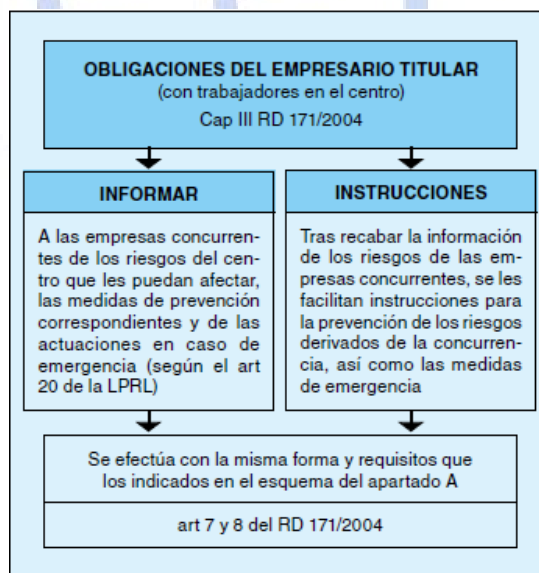 OBLIGACIONES DEL EMPRESARIO TITULAR
(con trabajadores en el centro)
Cap III RD 171/2004
INFORMAR
A las empresas concurren-
tes de los riesgos del cen-
tro que les puedan afectar,
las medidas de prevención
correspondientes y de las
actuaciones en caso de
emergencia (según el art
20 de la LPRL)
INSTRUCCIONES
Tras recabar la información
de los riesgos de las em-
presas concurrentes, se les
facilitan instrucciones para
la prevención de los riesgos
derivados de la concurren-
cia, así como las medidas
de emergencia
Se efectúa con la misma forma y requisitos que
los indicados en el esquema del apartado A
art 7 y 8 del RD 171/2004